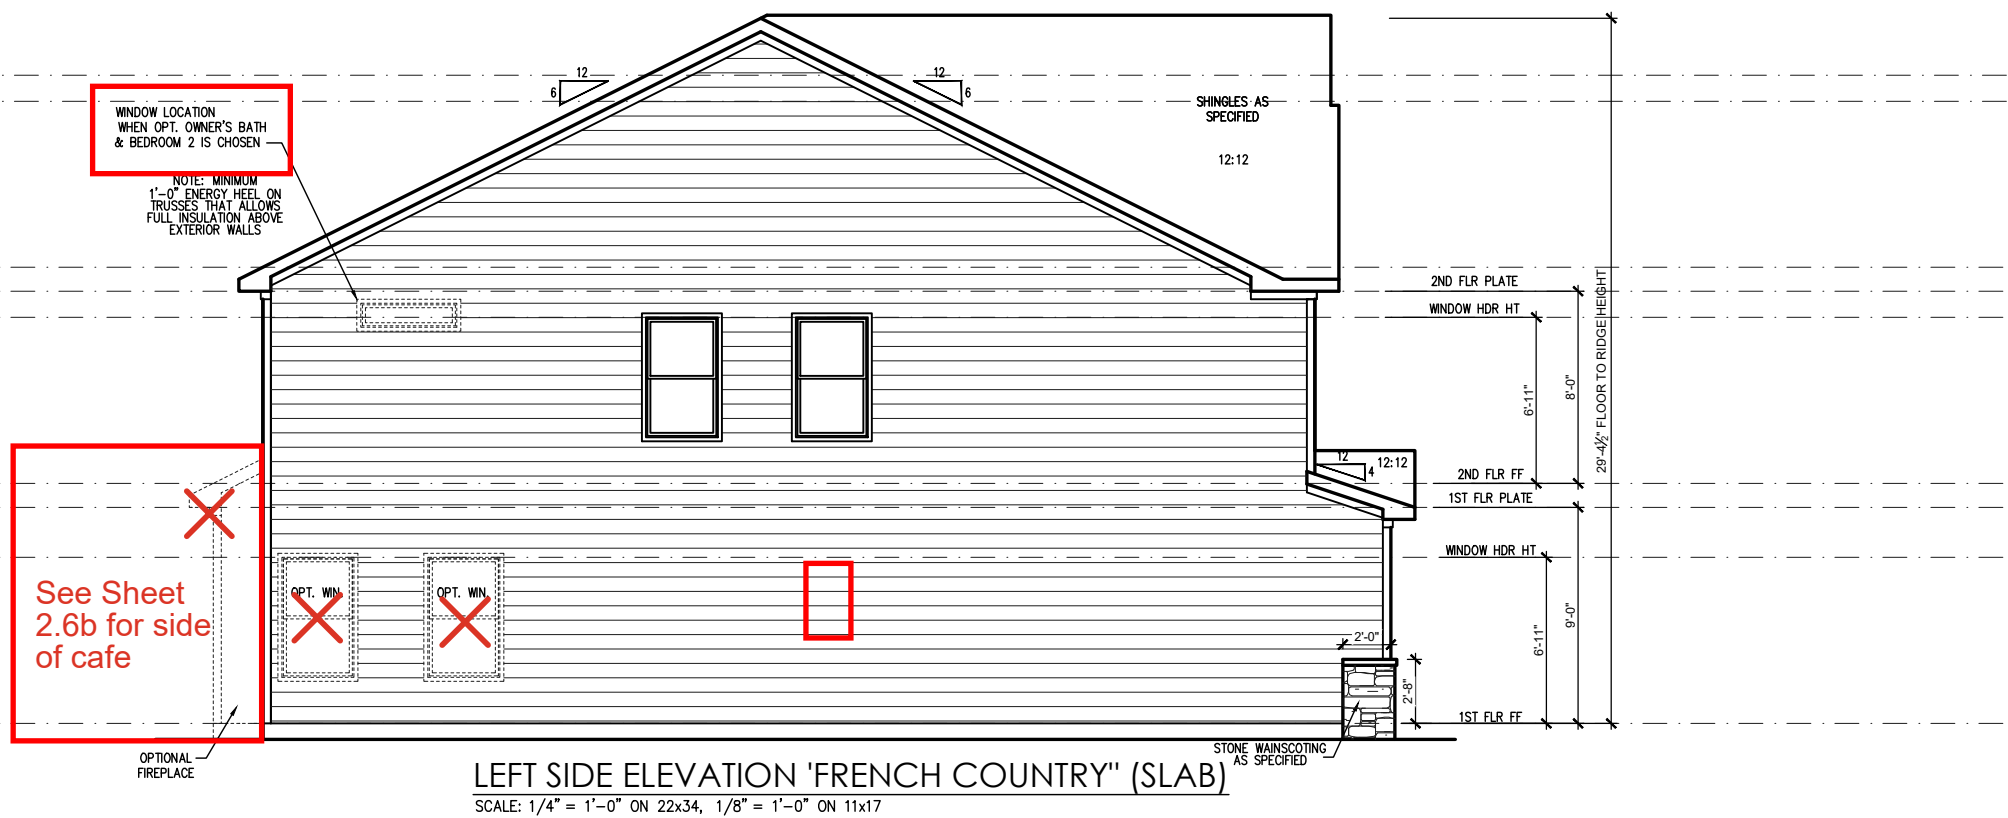 12
6
12
6
SHINGLES AS
SPECIFIED
12:12
WINDOW LOCATION
WHEN OPT. OWNER'S BATH
& BEDROOM 2 IS CHOSEN
NOTE: MINIMUM
1'-0" ENERGY HEEL ON
TRUSSES THAT ALLOWS
FULL INSULATION ABOVE
EXTERIOR WALLS
2ND FLR PLATE
WINDOW HDR HT
6'-11"
8'-0"
29'-4½" FLOOR TO RIDGE HEIGHT
12
4
12:12
2ND FLR FF
1ST FLR PLATE
WINDOW HDR HT
See Sheet
2.6b for side
of cafe
OPT. WIN.
OPT. WIN.
2'-0"
2'-8"
6'-11"
9'-0"
1ST FLR FF
OPTIONAL
FIREPLACE
STONE WAINSCOTING
AS SPECIFIED
LEFT SIDE ELEVATION 'FRENCH COUNTRY" (SLAB)
SCALE: 1/4" = 1'-0" ON 22x34, 1/8" = 1'-0" ON 11x17